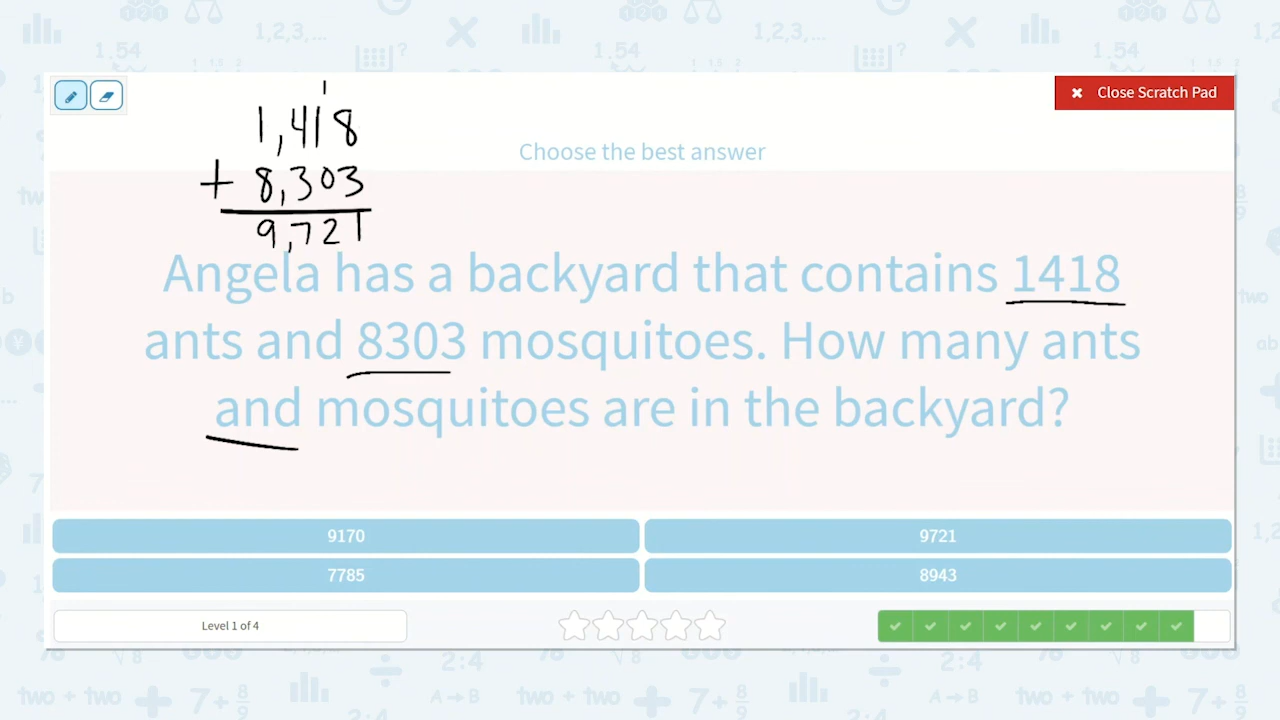 Close Scratch Pad
1
1,418
+ 8,303
9,721
Choose the best answer
Angela has a backyard that contains 1418
ants and 8303 mosquitoes. How many ants
and mosquitoes are in the backyard?
9170
9721
7785
8943
Level 1 of 4